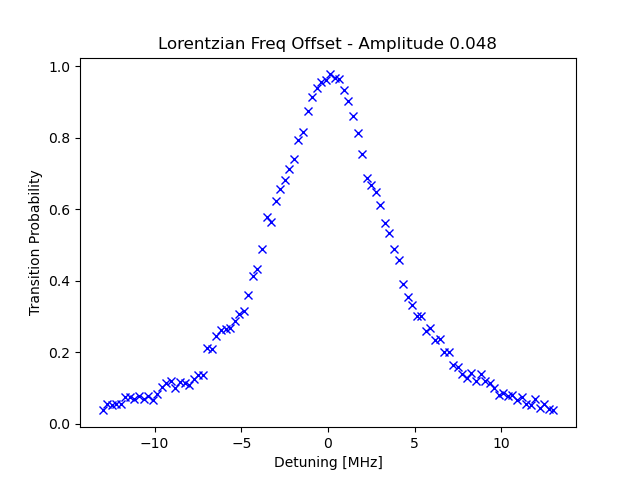 Lorentzian Freq Offset - Amplitude 0.048
Transition Probability
1.0
0.8
0.6
0.4
0.2
0.0
−10 −5 0 5 10
Detuning [MHz]